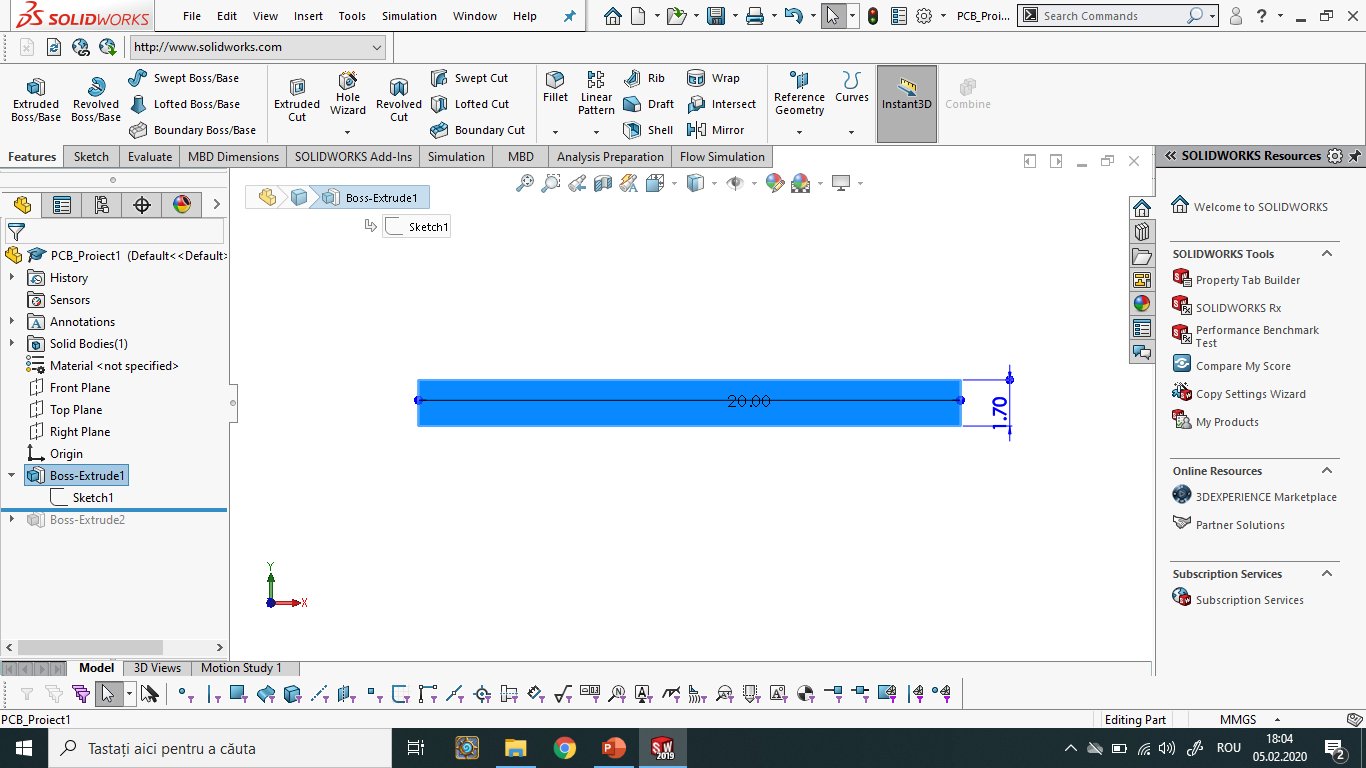 SOLIDWORKS File Edit View Insert Tools Simulation Window Help PCB_Proi... Search Commands ?
http://www.solidworks.com
Extruded Boss/Base
Revolved Boss/Base
Swept Boss/Base
Lofted Boss/Base
Boundary Boss/Base
Extruded Cut
Hole Wizard
Revolved Cut
Swept Cut
Lofted Cut
Boundary Cut
Fillet
Linear Pattern
Rib
Draft
Shell
Wrap
Intersect
Mirror
Reference Geometry
Curves
Instant3D
Combine
Features Sketch Evaluate MBD Dimensions SOLIDWORKS Add-Ins Simulation MBD Analysis Preparation Flow Simulation
PCB_Proiect1 (Default<<Default>
History
Sensors
Annotations
Solid Bodies(1)
Material <not specified>
Front Plane
Top Plane
Right Plane
Origin
Boss-Extrude1
Sketch1
Boss-Extrude2
Boss-Extrude1
Sketch1
20.00
1.70
Y
X
SOLIDWORKS Resources
Welcome to SOLIDWORKS
SOLIDWORKS Tools
Property Tab Builder
SOLIDWORKS Rx
Performance Benchmark
Test
Compare My Score
Copy Settings Wizard
My Products
Online Resources
3DEXPERIENCE Marketplace
Partner Solutions
Subscription Services
Subscription Services
Model 3D Views Motion Study 1
PCB_Proiect1 Editing Part MMGS
Tastați aici pentru a căuta
SW
2019
ROU
18:04
05.02.2020
2